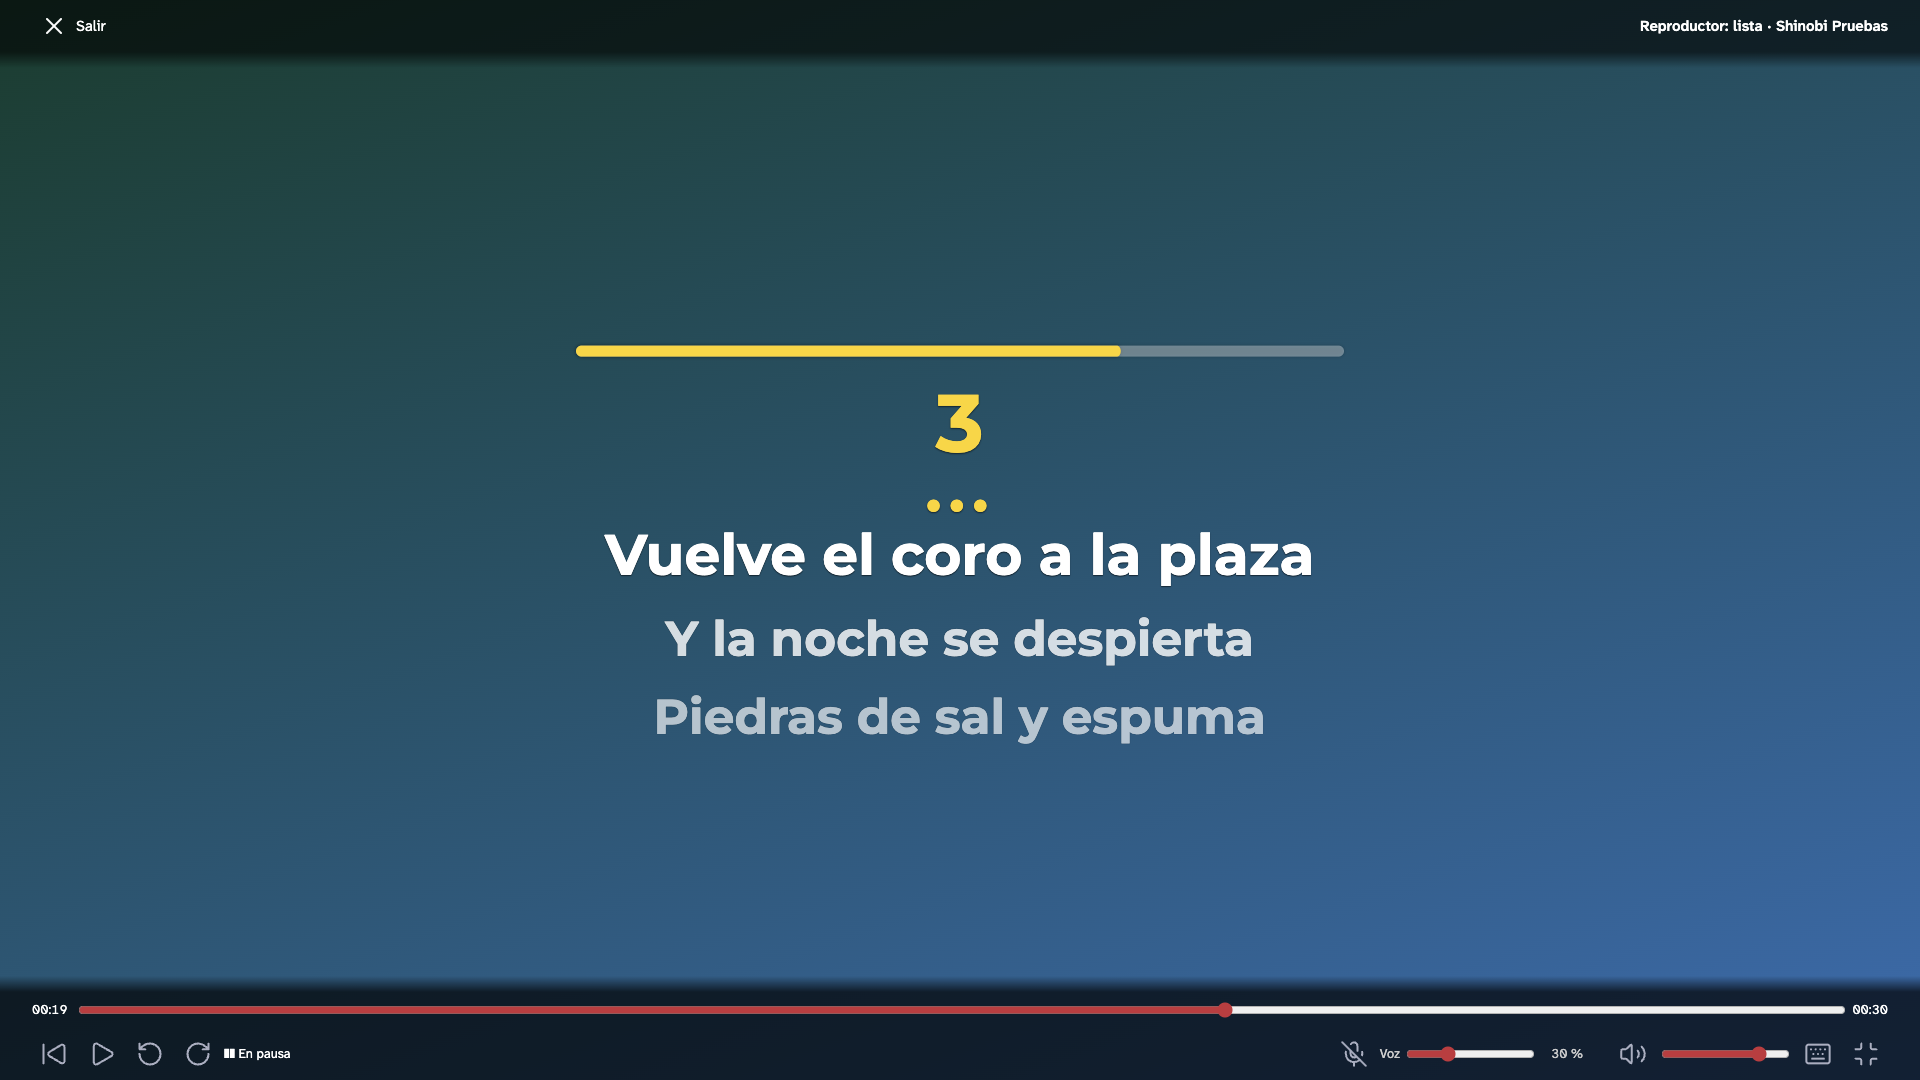 Salir
Reproductor: lista · Shinobi Pruebas
3
Vuelve el coro a la plaza
Y la noche se despierta
Piedras de sal y espuma
00:19
00:30
En pausa
Voz
30 %